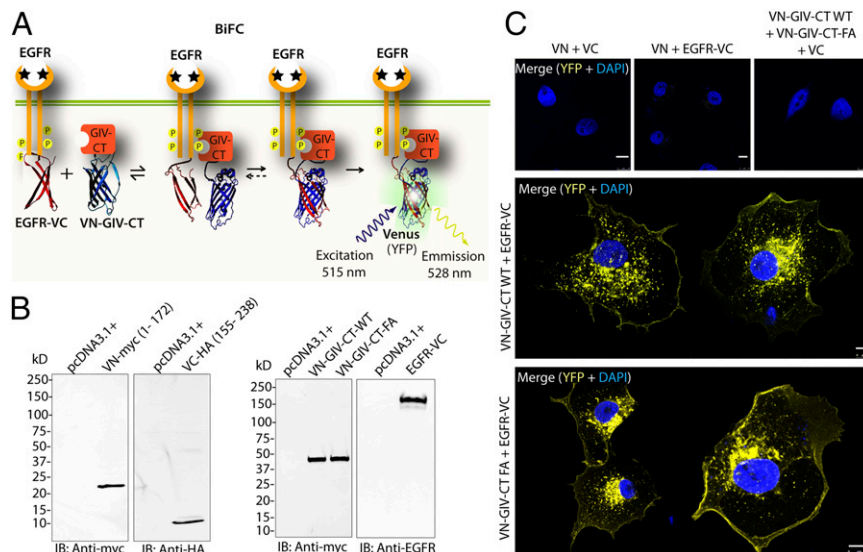 A
BiFC
EGFR EGFR EGFR EGFR
P P P P
P P P P
F
GIV-CT GIV-CT GIV-CT GIV-CT
+
EGFR-VC VN-GIV-CT
Venus
(YFP)
Excitation
515 nm
Emmission
528 nm
B
pcDNA3.1+
VN-myc (1-172)
pcDNA3.1+
VC-HA (155-238)
pcDNA3.1+
VN-GIV-CT-WT
VN-GIV-CT-FA
pcDNA3.1+
EGFR-VC
kD
250
150
100
75
50
37
25
20
15
10
IB: Anti-myc IB: Anti-HA
kD
250
150
100
75
50
37
25
20
15
10
IB: Anti-myc IB: Anti-EGFR
C
VN + VC
VN + EGFR-VC
VN-GIV-CT WT
+ VN-GIV-CT-FA
+ VC
Merge (YFP + DAPI)
VN-GIV-CT WT + EGFR-VC
Merge (YFP + DAPI)
VN-GIV-CT FA + EGFR-VC
Merge (YFP + DAPI)